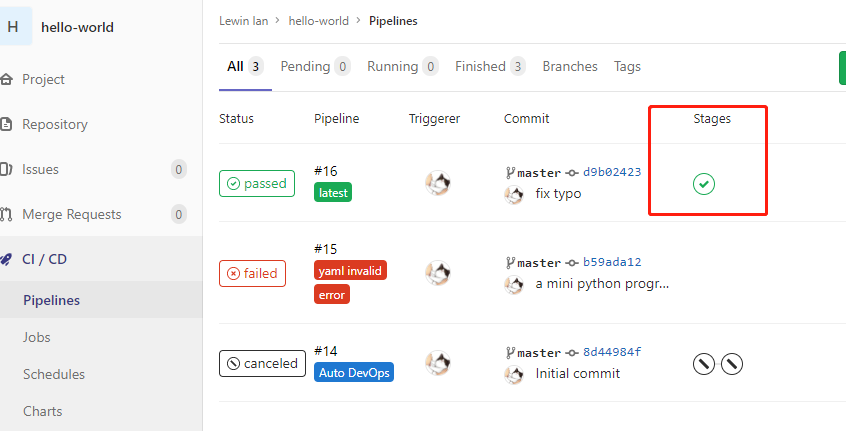 H hello-world
Project
Repository
Issues 0
Merge Requests 0
CI / CD
Pipelines
Jobs
Schedules
Charts
Lewin lan > hello-world > Pipelines
All 3 Pending 0 Running 0 Finished 3 Branches Tags
Status Pipeline Triggerer Commit Stages
passed #16 latest master d9b02423
fix typo
failed #15 yaml invalid error master b59ada12
a mini python progr...
canceled #14 Auto DevOps master 8d44984f
Initial commit